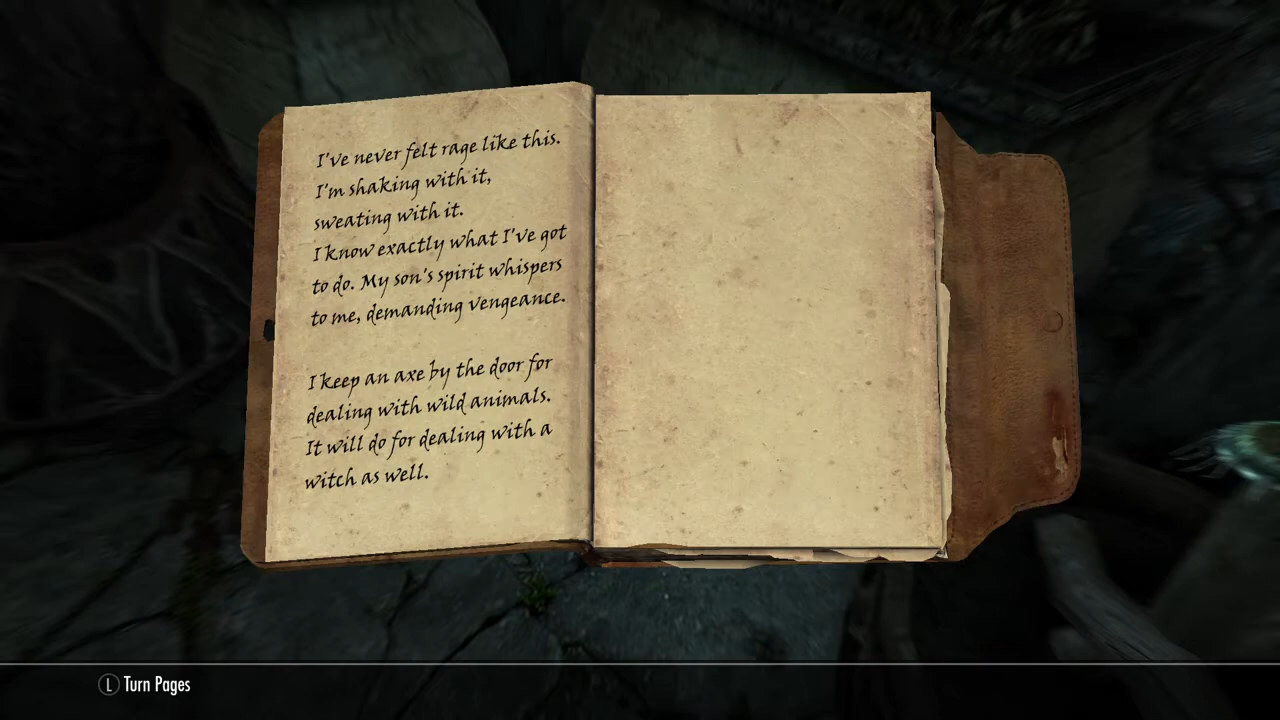 I've never felt rage like this.
I'm shaking with it,
sweating with it.
I know exactly what I've got
to do. My son's spirit whispers
to me, demanding vengeance.
I keep an axe by the door for
dealing with wild animals.
It will do for dealing with a
witch as well.
L Turn Pages